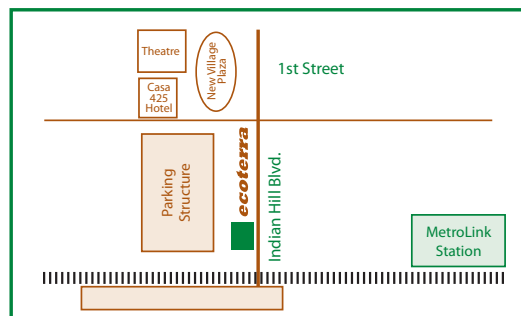 Theatre
Casa
425
Hotel
New Village
Plaza
1st Street
Parking
Structure
ecoterra
Indian Hill Blvd.
MetroLink
Station